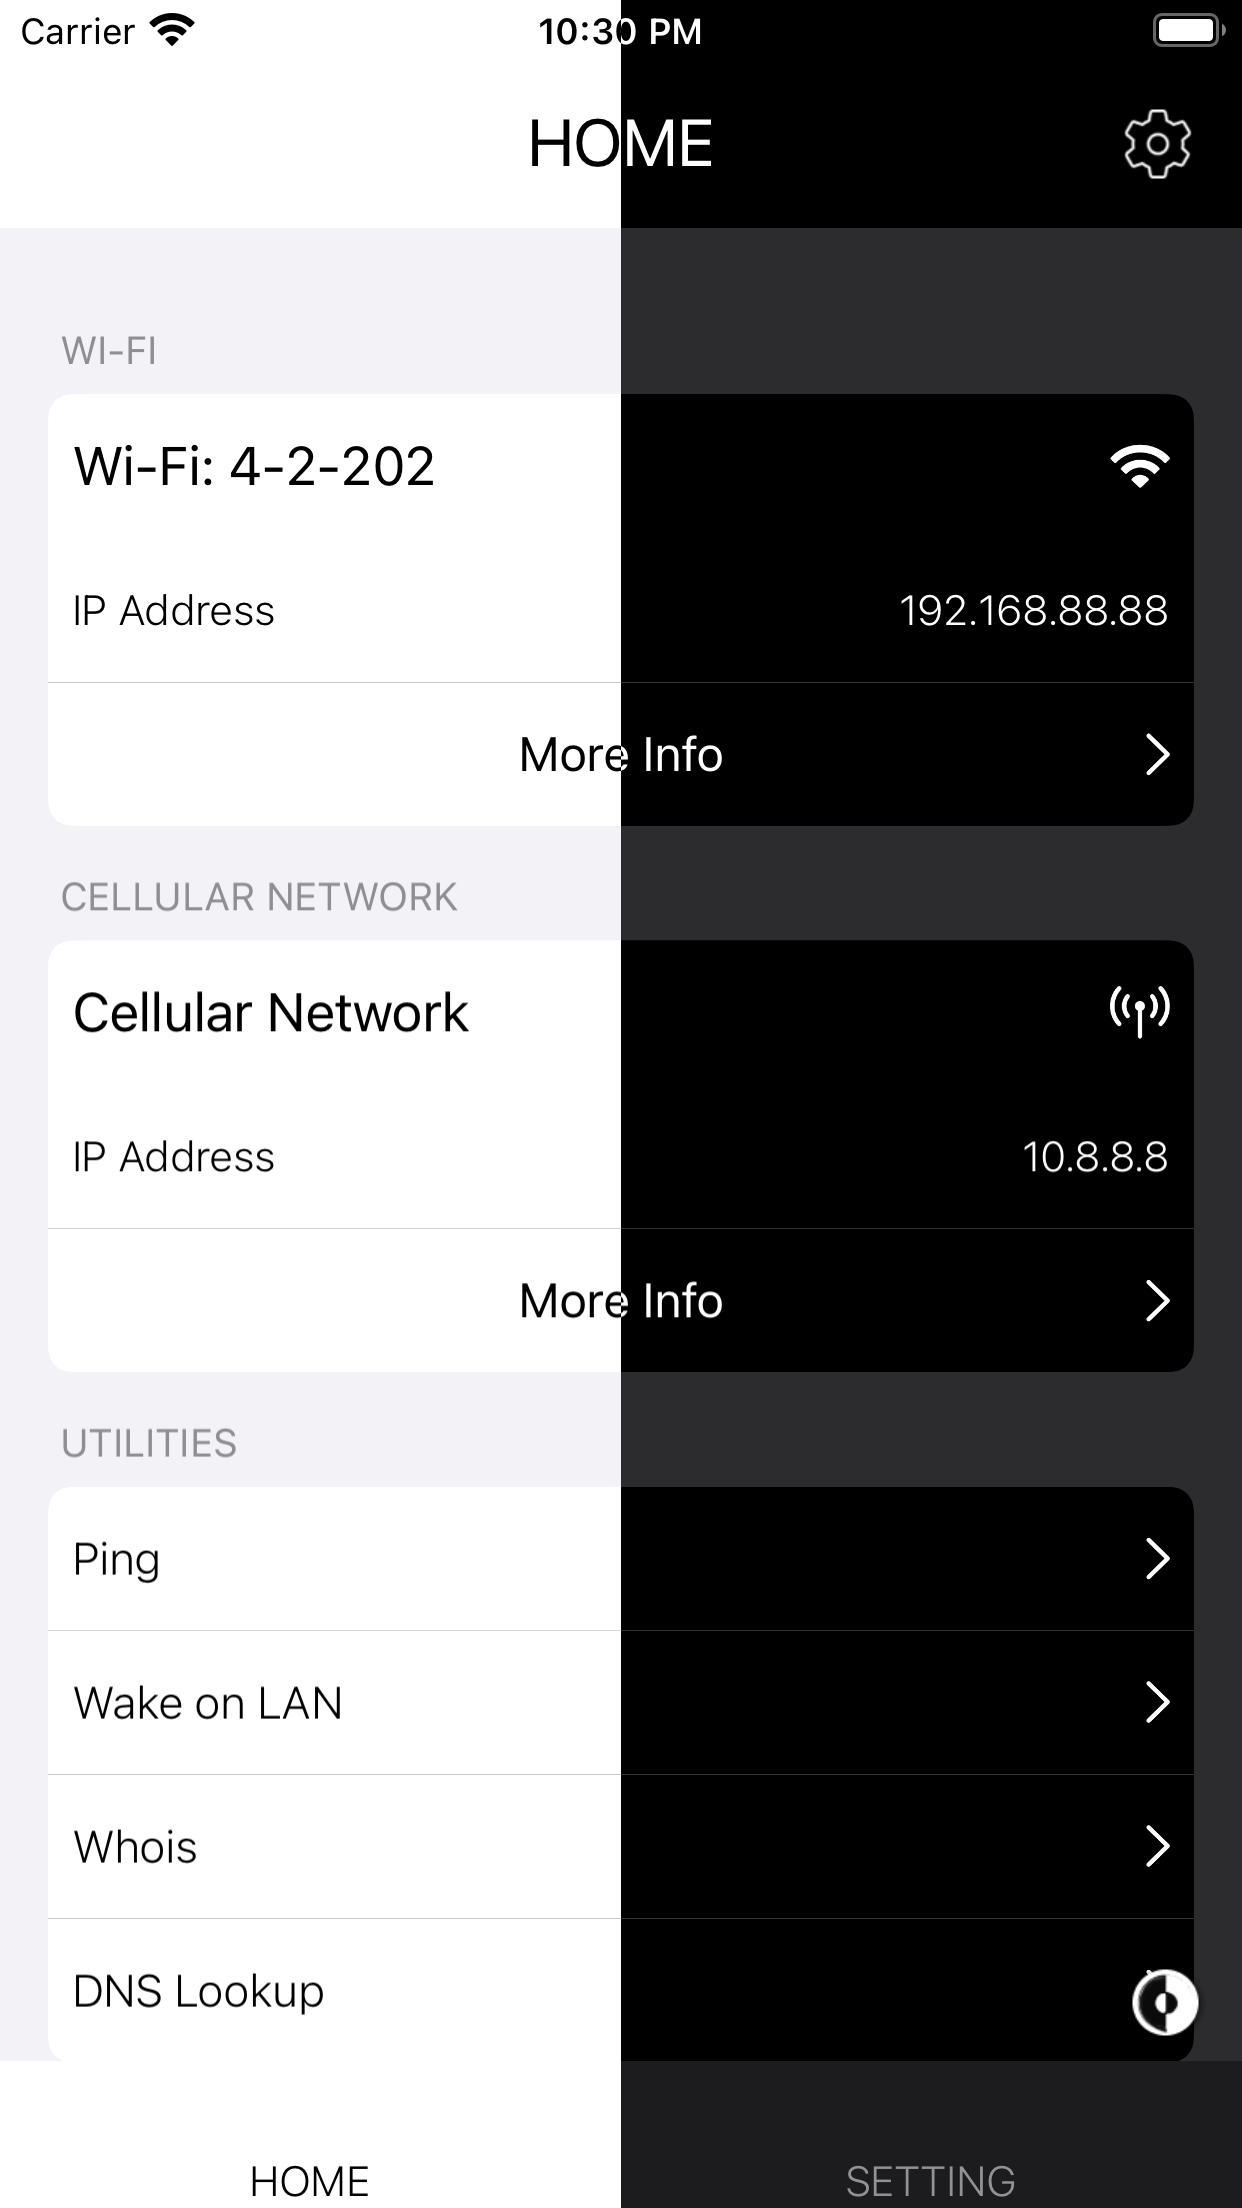 Carrier 10:30 PM
HOME
WI-FI
Wi-Fi: 4-2-202
IP Address 192.168.88.88
More Info
CELLULAR NETWORK
Cellular Network
IP Address 10.8.8.8
More Info
UTILITIES
Ping
Wake on LAN
Whois
DNS Lookup
HOME SETTING